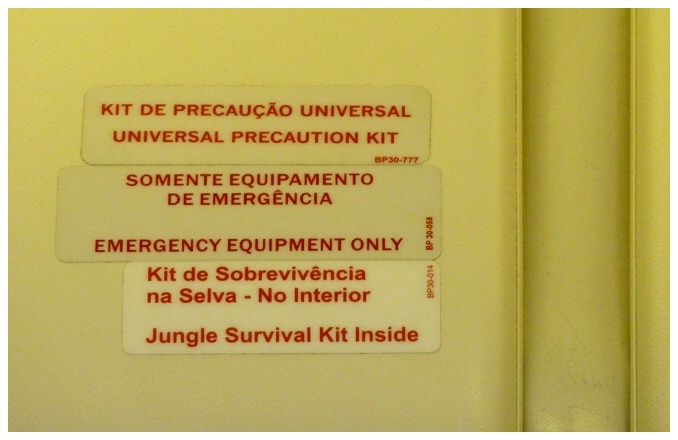 KIT DE PRECAUÇÃO UNIVERSAL
UNIVERSAL PRECAUTION KIT
BP30-777
SOMENTE EQUIPAMENTO
DE EMERGÊNCIA
EMERGENCY EQUIPMENT ONLY
BP 30-058
Kit de Sobrevivência
na Selva - No Interior
Jungle Survival Kit Inside
BP30-014